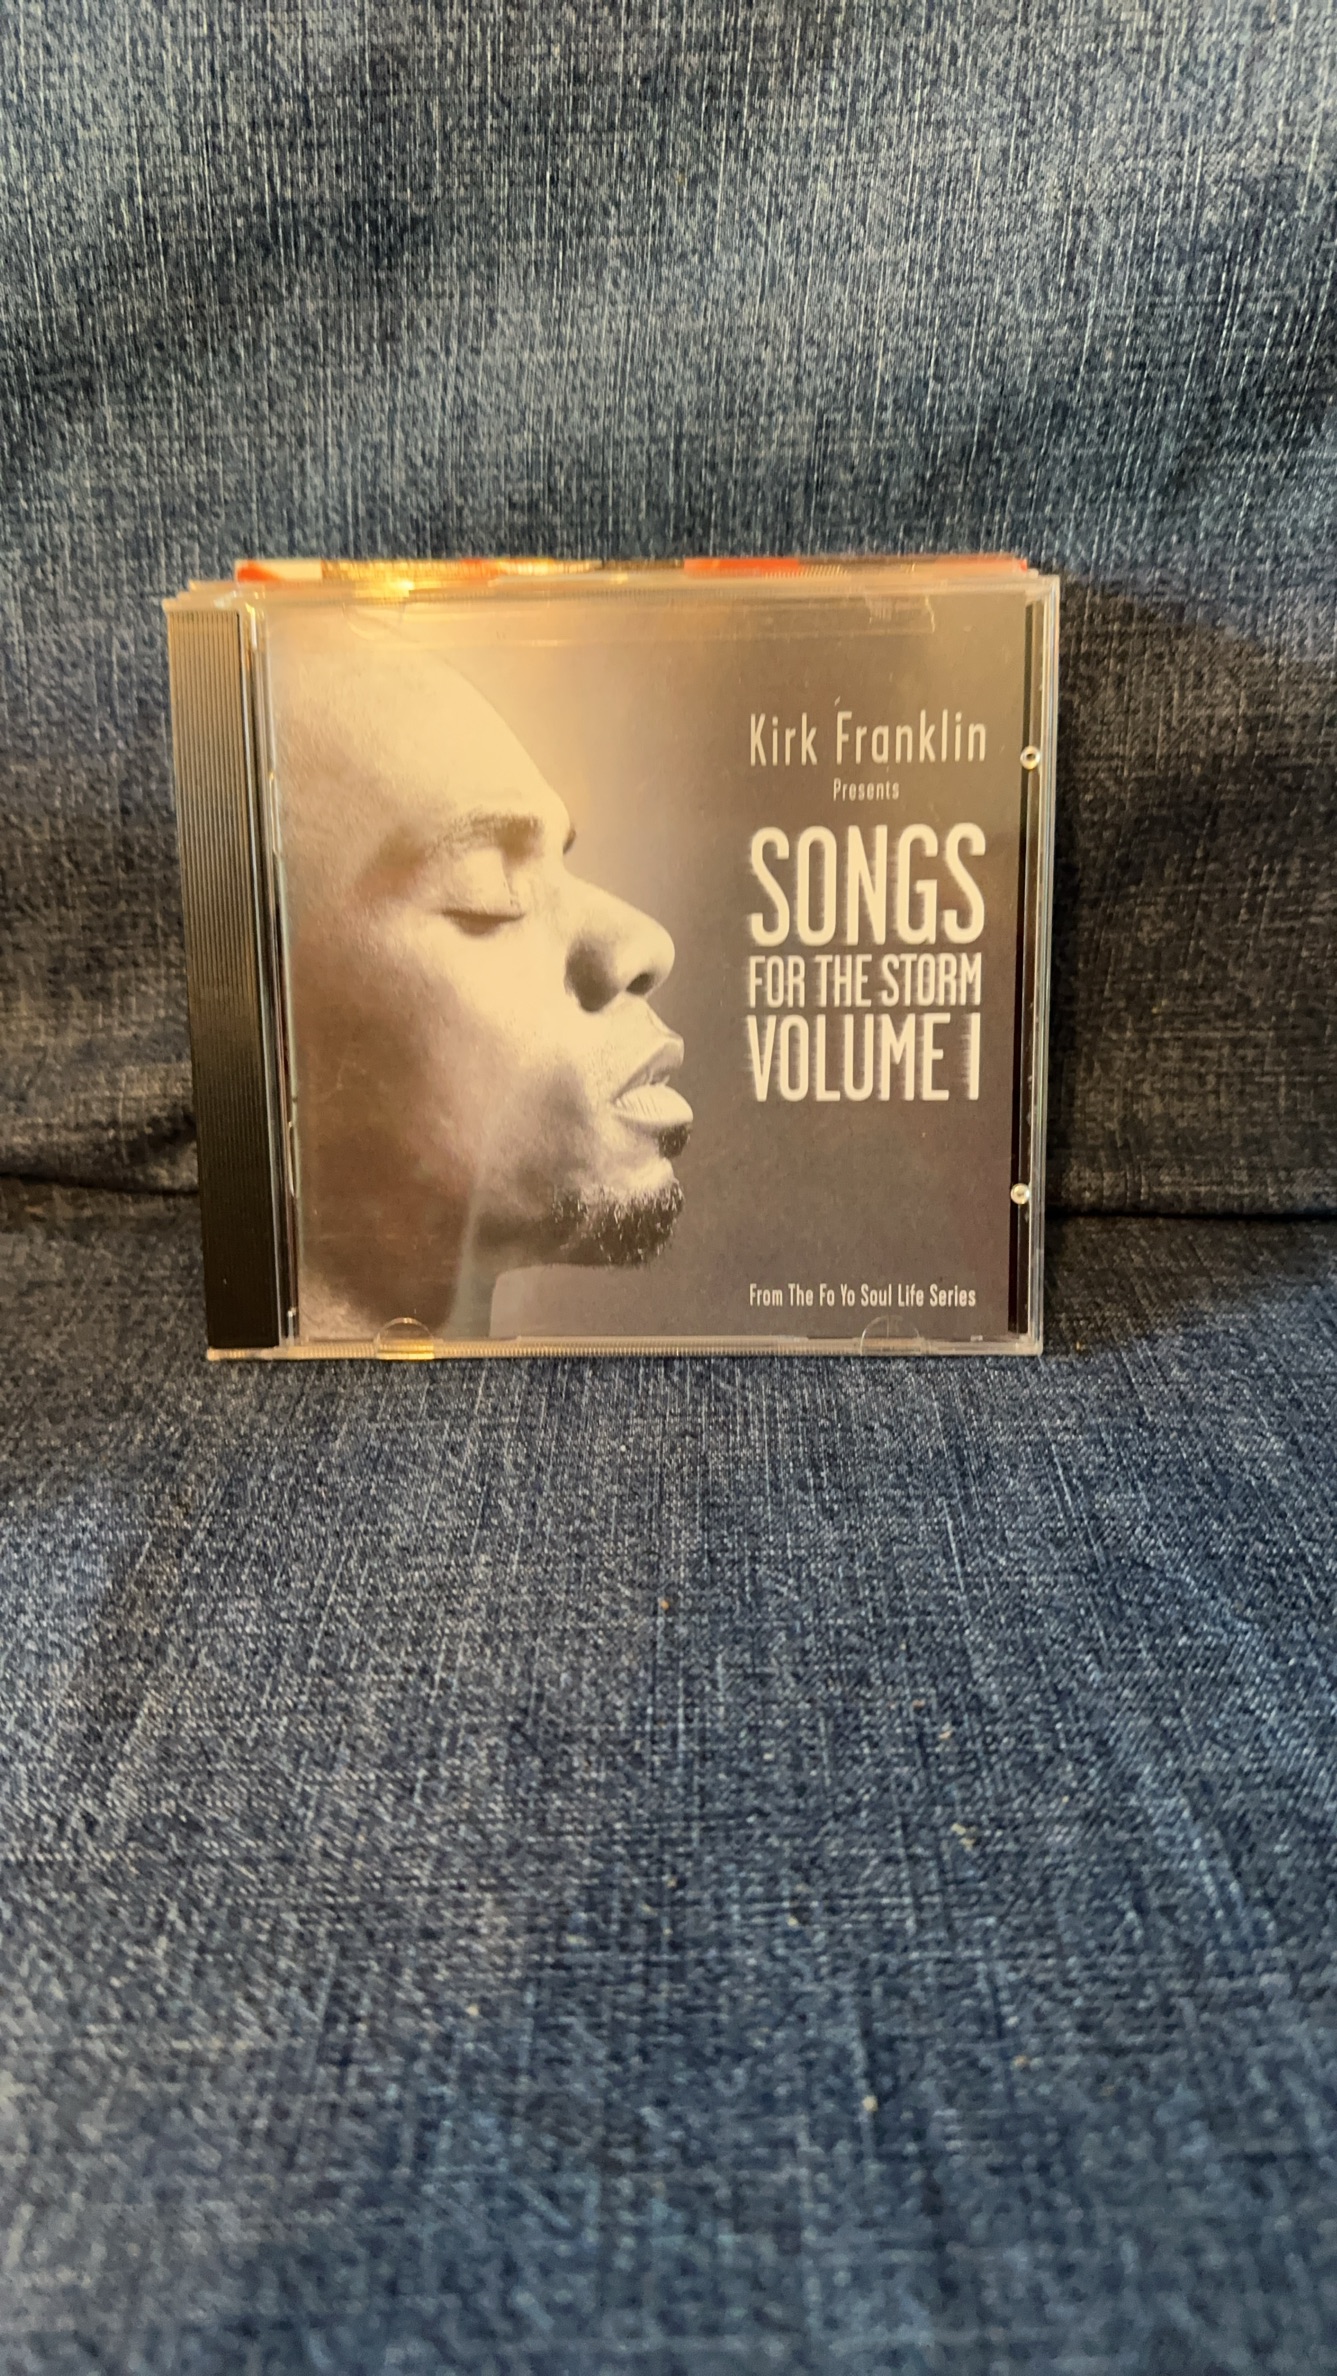 Kirk Franklin
Presents
SONGS
FOR THE STORM
VOLUME I
From The Fo Yo Soul Life Series